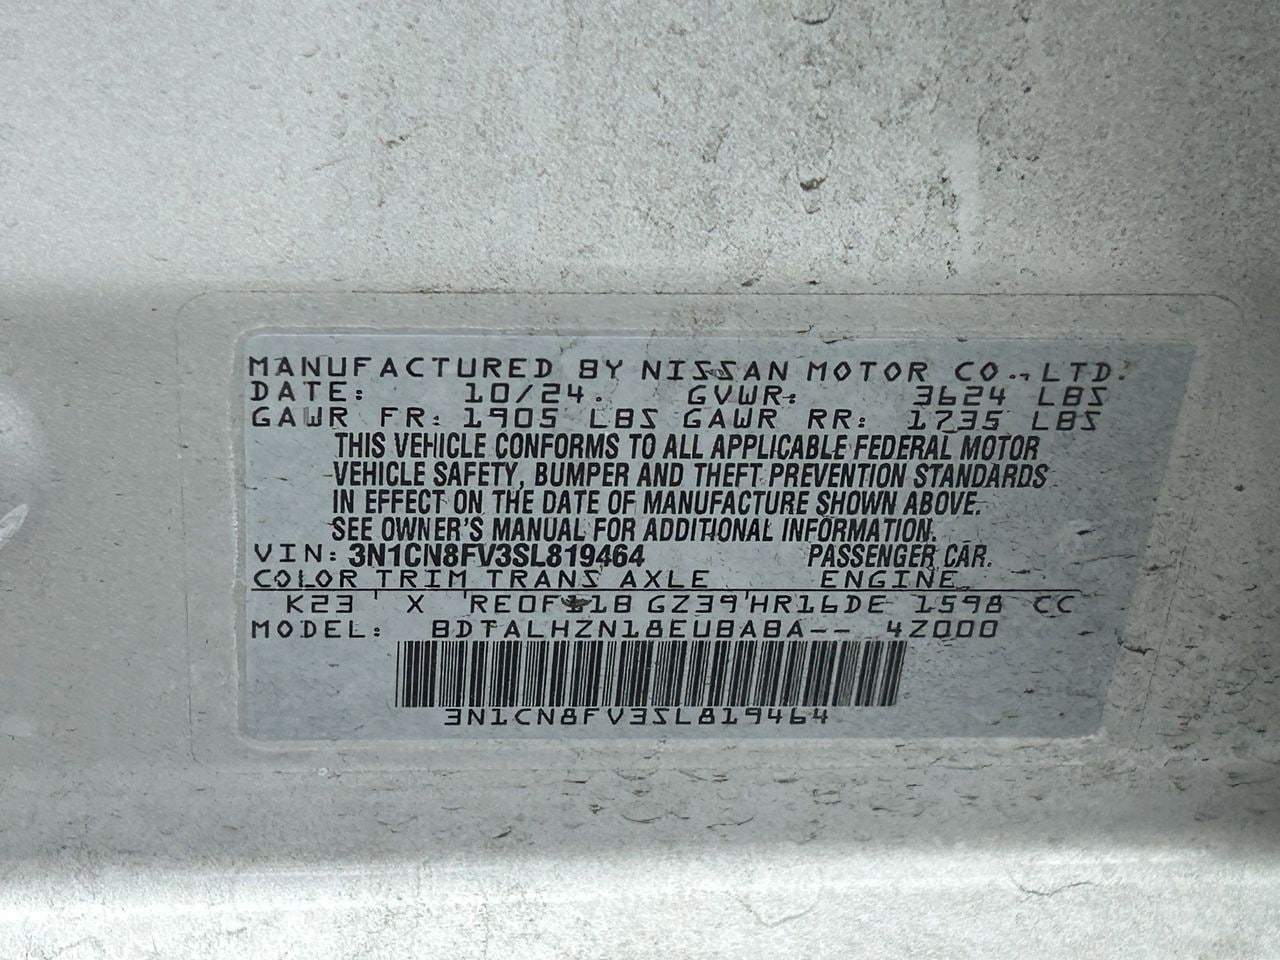 MANUFACTURED BY NISSAN MOTOR CO., LTD.
DATE: 10/24. GVWR: 3624 LBS
GAWR FR: 1905 LBS GAWR RR: 1735 LBS
THIS VEHICLE CONFORMS TO ALL APPLICABLE FEDERAL MOTOR
VEHICLE SAFETY, BUMPER AND THEFT PREVENTION STANDARDS
IN EFFECT ON THE DATE OF MANUFACTURE SHOWN ABOVE.
SEE OWNER'S MANUAL FOR ADDITIONAL INFORMATION.
VIN: 3N1CN8FV3SL819464 PASSENGER CAR.
COLOR TRIM TRANS AXLE ENGINE
K23 X GZ39 HR16DE 1598 CC
MODEL: BDTALHZN18EUBABA-- 4Z000
3N1CN8FV3SL819464